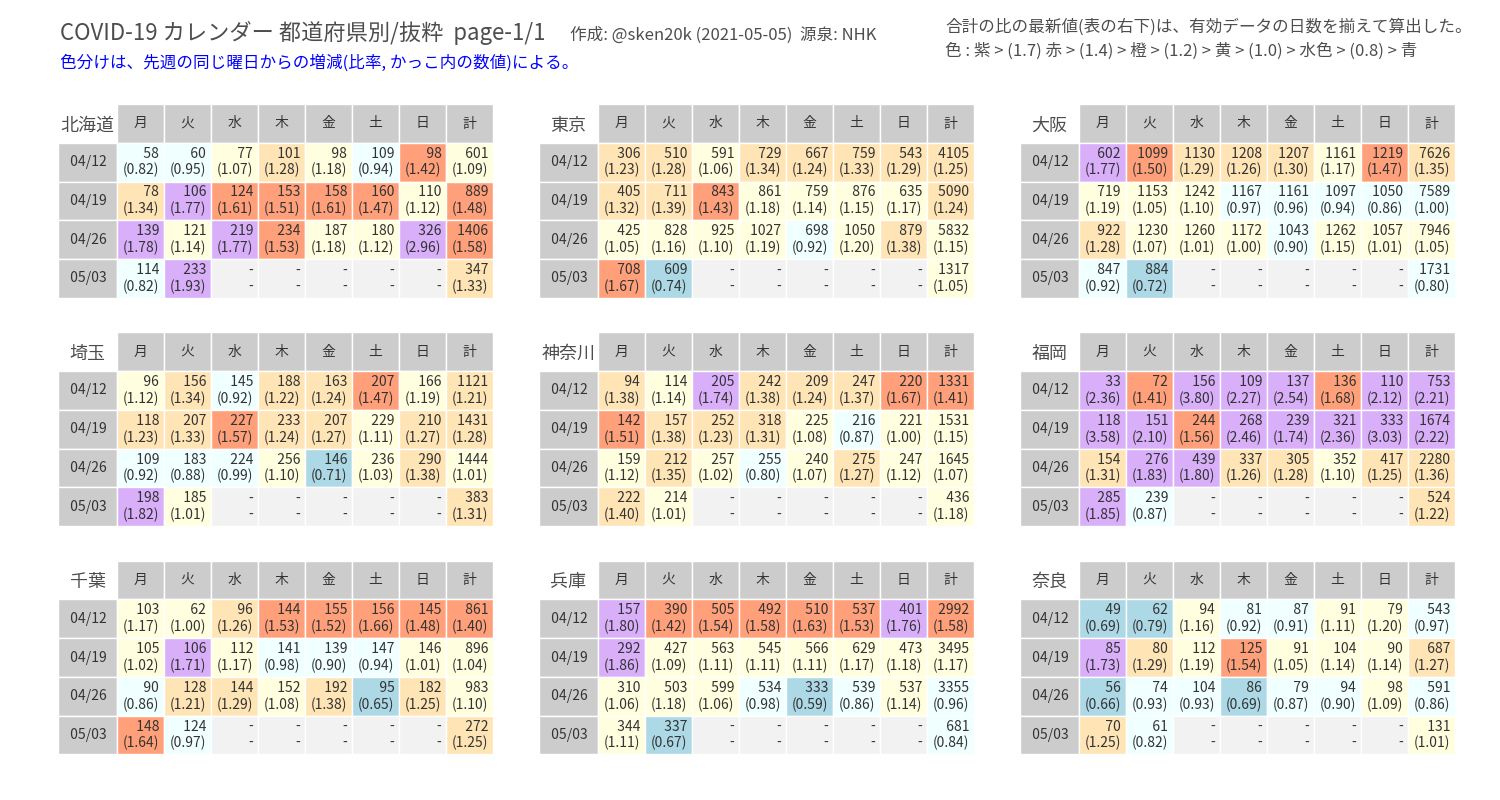 COVID-19 カレンダー 都道府県別/抜粋 page-1/1 作成: @sken20k (2021-05-05) 源泉: NHK
色分けは、先週の同じ曜日からの増減(比率, かっこ内の数値)による。
合計の比の最新値(表の右下)は、有効データの日数を揃えて算出した。
色 : 紫 > (1.7) 赤 > (1.4) > 橙 > (1.2) > 黄 > (1.0) > 水色 > (0.8) > 青
北海道 月 火 水 木 金 土 日 計
04/12 58 60 77 101 98 109 98 601
(0.82) (0.95) (1.07) (1.28) (1.18) (0.94) (1.42) (1.09)
04/19 78 106 124 153 158 160 110 889
(1.34) (1.77) (1.61) (1.51) (1.61) (1.47) (1.12) (1.48)
04/26 139 121 219 234 187 180 326 1406
(1.78) (1.14) (1.77) (1.53) (1.18) (1.12) (2.96) (1.58)
05/03 114 233 - - - - - 347
(0.82) (1.93) - - - - - (1.33)
東京 月 火 水 木 金 土 日 計
04/12 306 510 591 729 667 759 543 4105
(1.23) (1.28) (1.06) (1.34) (1.24) (1.33) (1.29) (1.25)
04/19 405 711 843 861 759 876 635 5090
(1.32) (1.39) (1.43) (1.18) (1.14) (1.15) (1.17) (1.24)
04/26 425 828 925 1027 698 1050 879 5832
(1.05) (1.16) (1.10) (1.19) (0.92) (1.20) (1.38) (1.15)
05/03 708 609 - - - - - 1317
(1.67) (0.74) - - - - - (1.05)
大阪 月 火 水 木 金 土 日 計
04/12 602 1099 1130 1208 1207 1161 1219 7626
(1.77) (1.50) (1.29) (1.26) (1.30) (1.17) (1.47) (1.35)
04/19 719 1153 1242 1167 1161 1097 1050 7589
(1.19) (1.05) (1.10) (0.97) (0.96) (0.94) (0.86) (1.00)
04/26 922 1230 1260 1172 1043 1262 1057 7946
(1.28) (1.07) (1.01) (1.00) (0.90) (1.15) (1.01) (1.05)
05/03 847 884 - - - - - 1731
(0.92) (0.72) - - - - - (0.80)
埼玉 月 火 水 木 金 土 日 計
04/12 96 156 145 188 163 207 166 1121
(1.12) (1.34) (0.92) (1.22) (1.24) (1.47) (1.19) (1.21)
04/19 118 207 227 233 207 229 210 1431
(1.23) (1.33) (1.57) (1.24) (1.27) (1.11) (1.27) (1.28)
04/26 109 183 224 256 146 236 290 1444
(0.92) (0.88) (0.99) (1.10) (0.71) (1.03) (1.38) (1.01)
05/03 198 185 - - - - - 383
(1.82) (1.01) - - - - - (1.31)
神奈川 月 火 水 木 金 土 日 計
04/12 94 114 205 242 209 247 220 1331
(1.38) (1.14) (1.74) (1.38) (1.24) (1.37) (1.67) (1.41)
04/19 142 157 252 318 225 216 221 1531
(1.51) (1.38) (1.23) (1.31) (1.08) (0.87) (1.00) (1.15)
04/26 159 212 257 255 240 275 247 1645
(1.12) (1.35) (1.02) (0.80) (1.07) (1.27) (1.12) (1.07)
05/03 222 214 - - - - - 436
(1.40) (1.01) - - - - - (1.18)
福岡 月 火 水 木 金 土 日 計
04/12 33 72 156 109 137 136 110 753
(2.36) (1.41) (3.80) (2.27) (2.54) (1.68) (2.12) (2.21)
04/19 118 151 244 268 239 321 333 1674
(3.58) (2.10) (1.56) (2.46) (1.74) (2.36) (3.03) (2.22)
04/26 154 276 439 337 305 352 417 2280
(1.31) (1.83) (1.80) (1.26) (1.28) (1.10) (1.25) (1.36)
05/03 285 239 - - - - - 524
(1.85) (0.87) - - - - - (1.22)
千葉 月 火 水 木 金 土 日 計
04/12 103 62 96 144 155 156 145 861
(1.17) (1.00) (1.26) (1.53) (1.52) (1.66) (1.48) (1.40)
04/19 105 106 112 141 139 147 146 896
(1.02) (1.71) (1.17) (0.98) (0.90) (0.94) (1.01) (1.04)
04/26 90 128 144 152 192 95 182 983
(0.86) (1.21) (1.29) (1.08) (1.38) (0.65) (1.25) (1.10)
05/03 148 124 - - - - - 272
(1.64) (0.97) - - - - - (1.25)
兵庫 月 火 水 木 金 土 日 計
04/12 157 390 505 492 510 537 401 2992
(1.80) (1.42) (1.54) (1.58) (1.63) (1.53) (1.76) (1.58)
04/19 292 427 563 545 566 629 473 3495
(1.86) (1.09) (1.11) (1.11) (1.11) (1.17) (1.18) (1.17)
04/26 310 503 599 534 333 539 537 3355
(1.06) (1.18) (1.06) (0.98) (0.59) (0.86) (1.14) (0.96)
05/03 344 337 - - - - - 681
(1.11) (0.67) - - - - - (0.84)
奈良 月 火 水 木 金 土 日 計
04/12 49 62 94 81 87 91 79 543
(0.69) (0.79) (1.16) (0.92) (0.91) (1.11) (1.20) (0.97)
04/19 85 80 112 125 91 104 90 687
(1.73) (1.29) (1.19) (1.54) (1.05) (1.14) (1.14) (1.27)
04/26 56 74 104 86 79 94 98 591
(0.66) (0.93) (0.93) (0.69) (0.87) (0.90) (1.09) (0.86)
05/03 70 61 - - - - - 131
(1.25) (0.82) - - - - - (1.01)